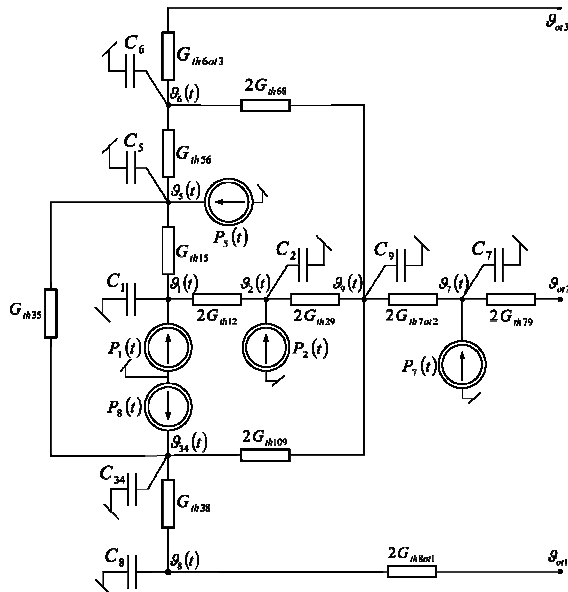 ϑot3
C6
Gth6ot3
ϑ6(t)
2Gth68
C5
Gth56
ϑ5(t)
P5(t)
Gth15
C2
C9
C7
C1
ϑ1(t)
ϑ2(t)
ϑ9(t)
ϑ7(t)
Gth35
2Gth12
2Gth29
2Gth7ot2
2Gth79
P1(t)
P2(t)
P7(t)
P8(t)
ϑ34(t)
2Gth109
C34
Gth38
C8
ϑ8(t)
2Gth8ot1
ϑot1